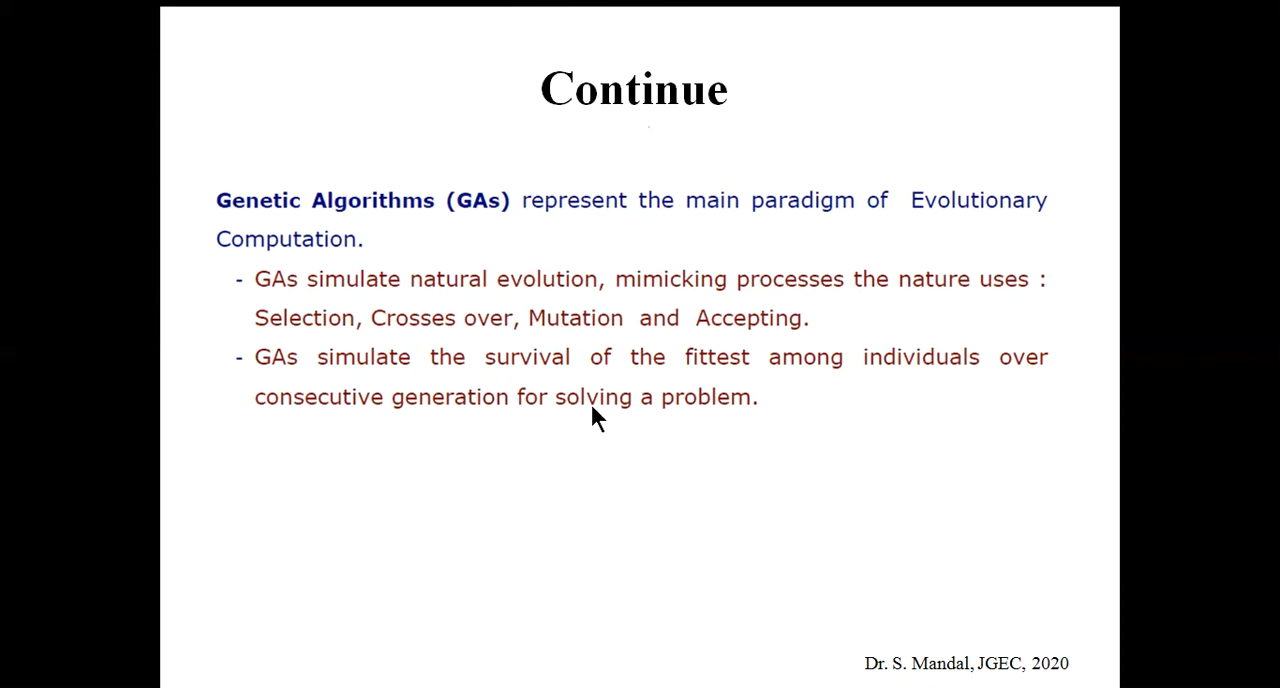 Continue
Genetic Algorithms (GAs) represent the main paradigm of Evolutionary
Computation.
- GAs simulate natural evolution, mimicking processes the nature uses :
Selection, Crosses over, Mutation and Accepting.
- GAs simulate the survival of the fittest among individuals over
consecutive generation for solving a problem.
Dr. S. Mandal, JGEC, 2020